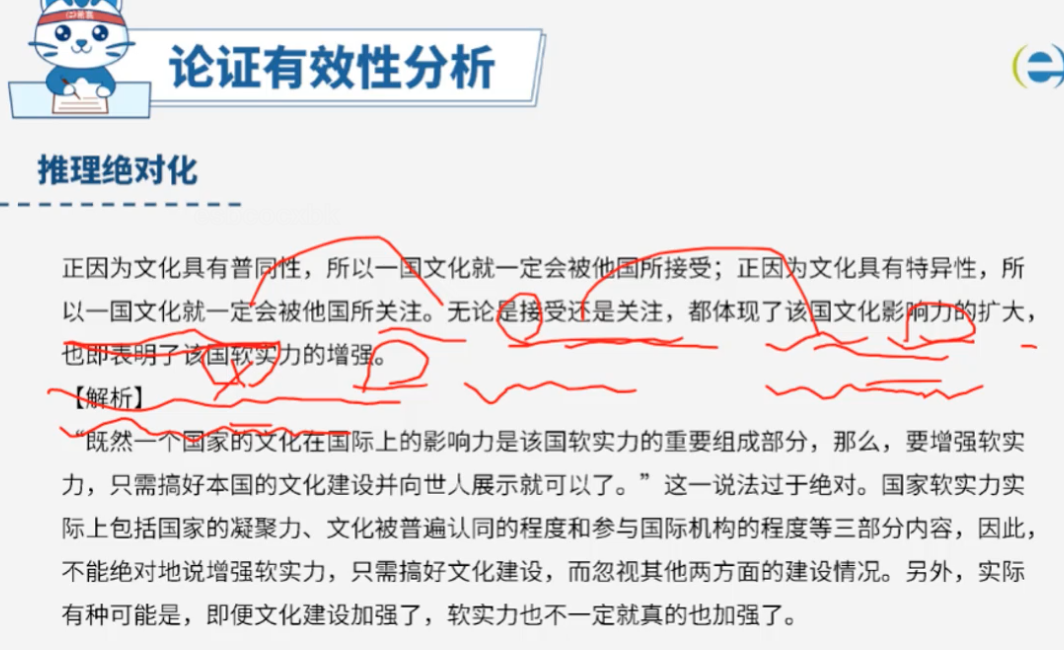 论证有效性分析
推理绝对化
正因为文化具有普同性，所以一国文化就一定会被他国所接受；正因为文化具有特异性，所
以一国文化就一定会被他国所关注。无论是接受还是关注，都体现了该国文化影响力的扩大，
也即表明了该国软实力的增强。
【解析】
“既然一个国家的文化在国际上的影响力是该国软实力的重要组成部分，那么，要增强软实
力，只需搞好本国的文化建设并向世人展示就可以了。”这一说法过于绝对。国家软实力实
际上包括国家的凝聚力、文化被普遍认同的程度和参与国际机构的程度等三部分内容，因此，
不能绝对地说增强软实力，只需搞好文化建设，而忽视其他两方面的建设情况。另外，实际
有种可能是，即便文化建设加强了，软实力也不一定就真的也加强了。